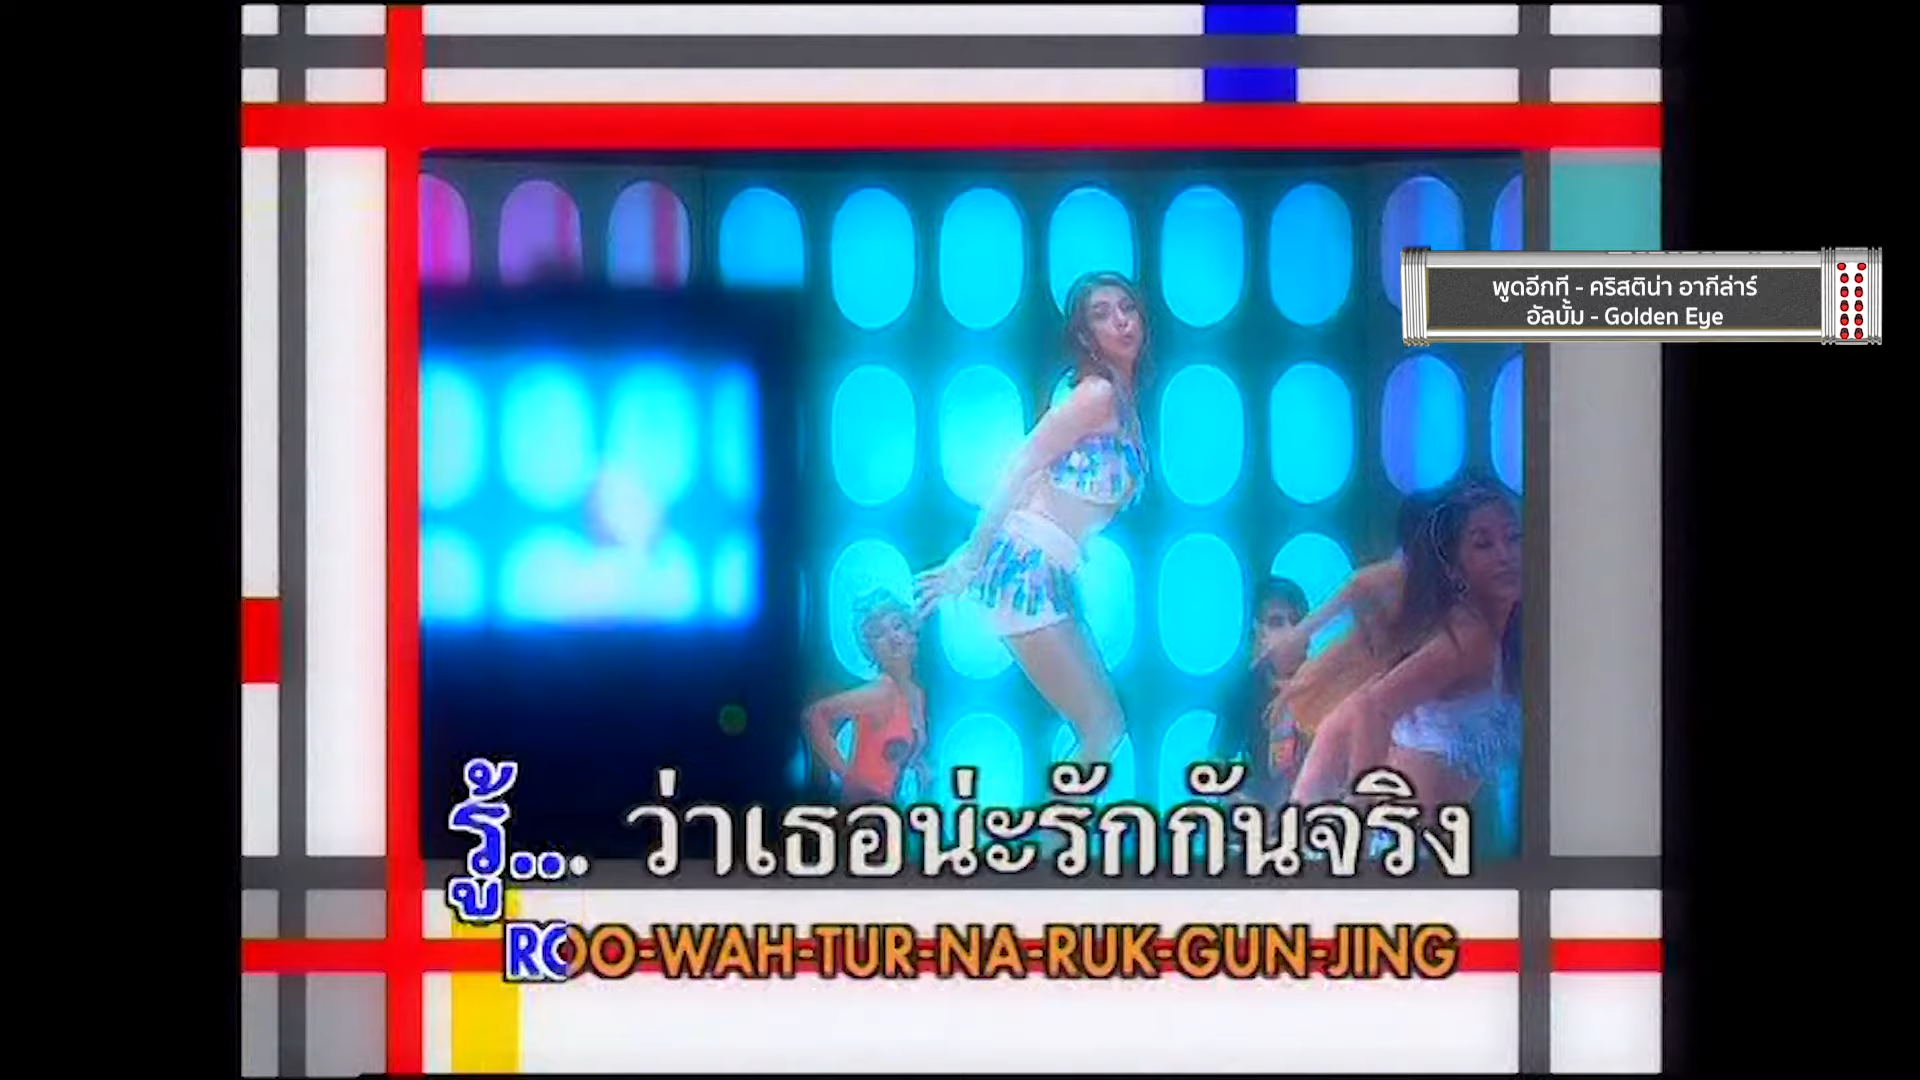 พูดอีกที - คริสติน่า อากีล่าร์
อัลบั้ม - Golden Eye
รู้... ว่าเธอน่ะรักกันจริง
ROO-WAH-TUR-NA-RUK-GUN-JING